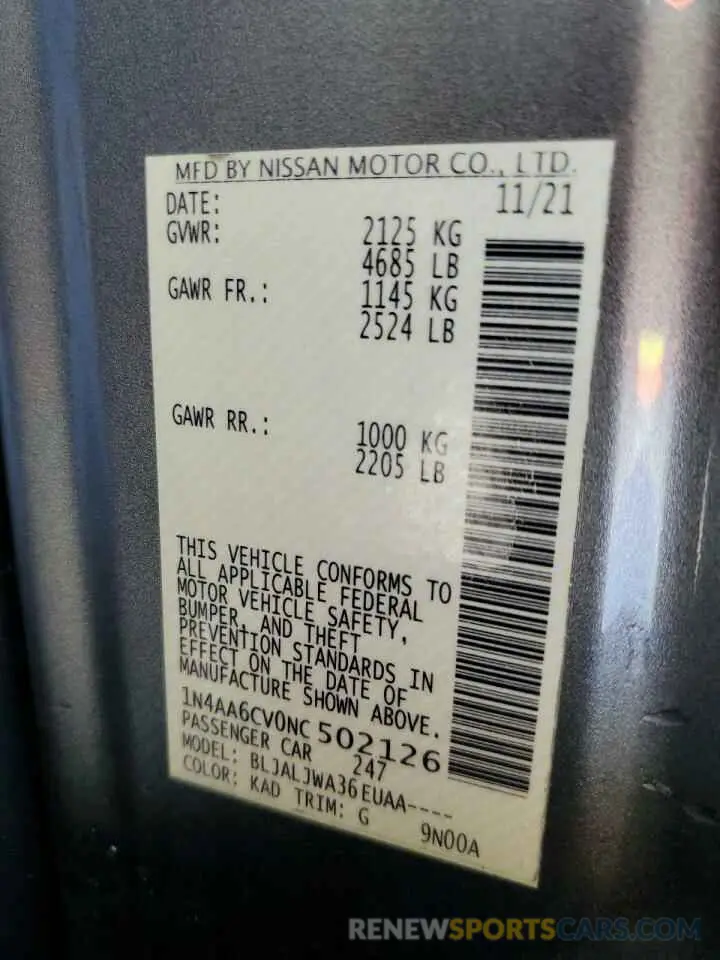 MFD BY NISSAN MOTOR CO., LTD.
DATE: 11/21
GVWR: 2125 KG
4685 LB
GAWR FR.: 1145 KG
2524 LB
GAWR RR.: 1000 KG
2205 LB
THIS VEHICLE CONFORMS TO
ALL APPLICABLE FEDERAL
MOTOR VEHICLE SAFETY,
BUMPER, AND THEFT
PREVENTION STANDARDS IN
EFFECT ON THE DATE OF
MANUFACTURE SHOWN ABOVE.
1N4AA6CV0NC502126
PASSENGER CAR 247
MODEL: BLJALJWA36EUAA----
COLOR: KAD TRIM: G 9N00A
RENEWSPORTSCARS.COM